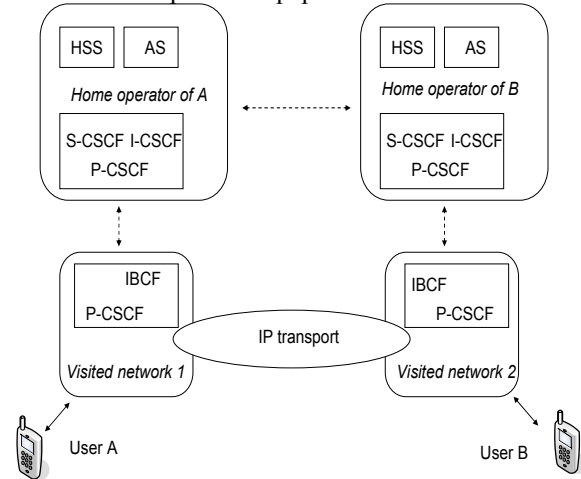 HSS AS HSS AS
Home operator of A Home operator of B
S-CSCF I-CSCF S-CSCF I-CSCF
P-CSCF P-CSCF
IBCF IBCF
P-CSCF P-CSCF
IP transport
Visited network 1 Visited network 2
User A User B